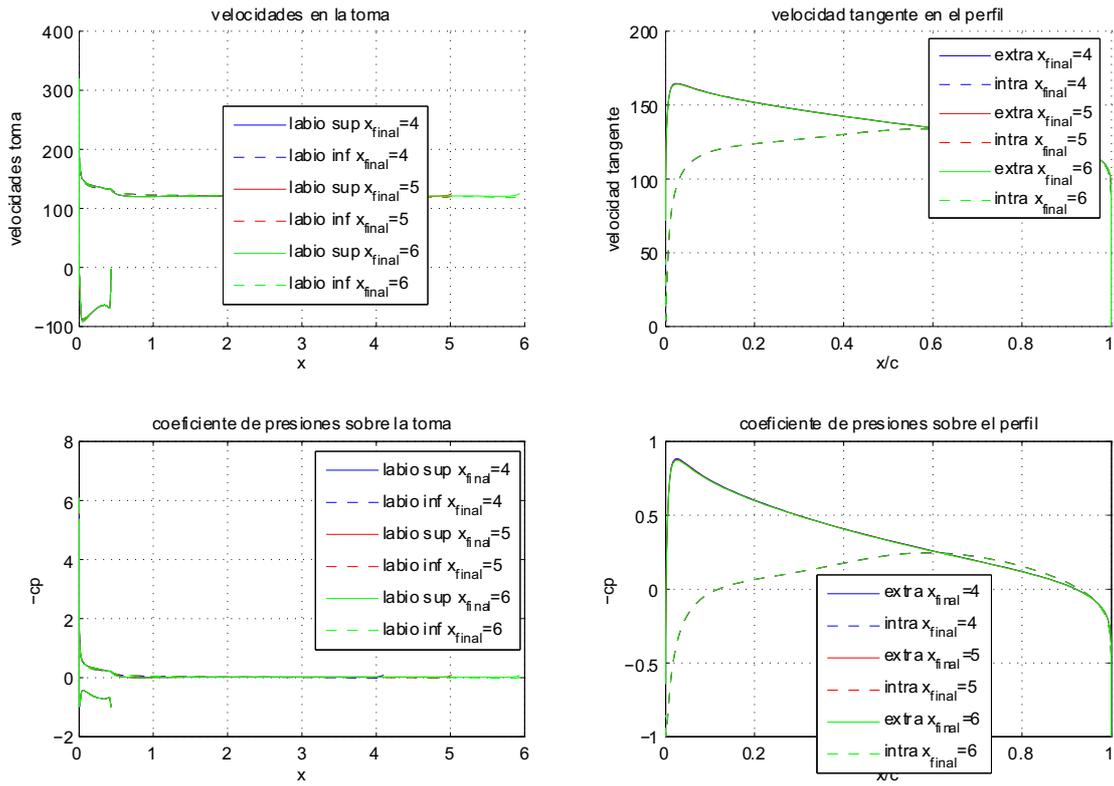 velocidades en la toma
400
300
200
100
0
−100
velocidades toma
0 1 2 3 4 5 6
x
labio sup x_final=4
labio inf x_final=4
labio sup x_final=5
labio inf x_final=5
labio sup x_final=6
labio inf x_final=6
velocidad tangente en el perfil
200
150
100
50
0
velocidad tangente
0 0.2 0.4 0.6 0.8 1
x/c
extra x_final=4
intra x_final=4
extra x_final=5
intra x_final=5
extra x_final=6
intra x_final=6
coeficiente de presiones sobre la toma
8
6
4
2
0
−2
−cp
0 1 2 3 4 5 6
x
labio sup x_final=4
labio inf x_final=4
labio sup x_final=5
labio inf x_final=5
labio sup x_final=6
labio inf x_final=6
coeficiente de presiones sobre el perfil
1
0.5
0
−0.5
−1
−cp
0 0.2 0.8 1
x/c
extra x_final=4
intra x_final=4
extra x_final=5
intra x_final=5
extra x_final=6
intra x_final=6